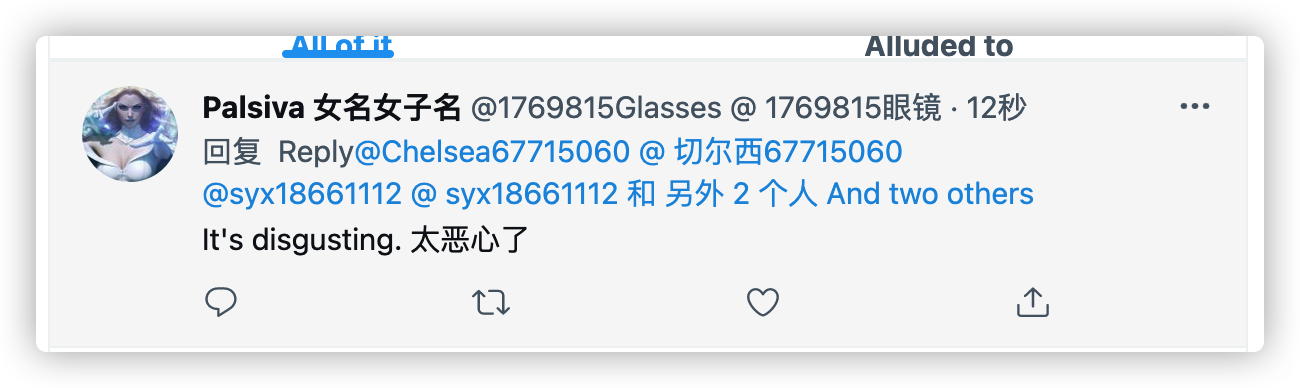 All of it
Alluded to
Palsiva 女名女子名 @1769815Glasses @ 1769815眼镜 · 12秒
回复 Reply@Chelsea67715060 @ 切尔西67715060
@syx18661112 @ syx18661112 和 另外 2 个人 And two others
It's disgusting. 太恶心了